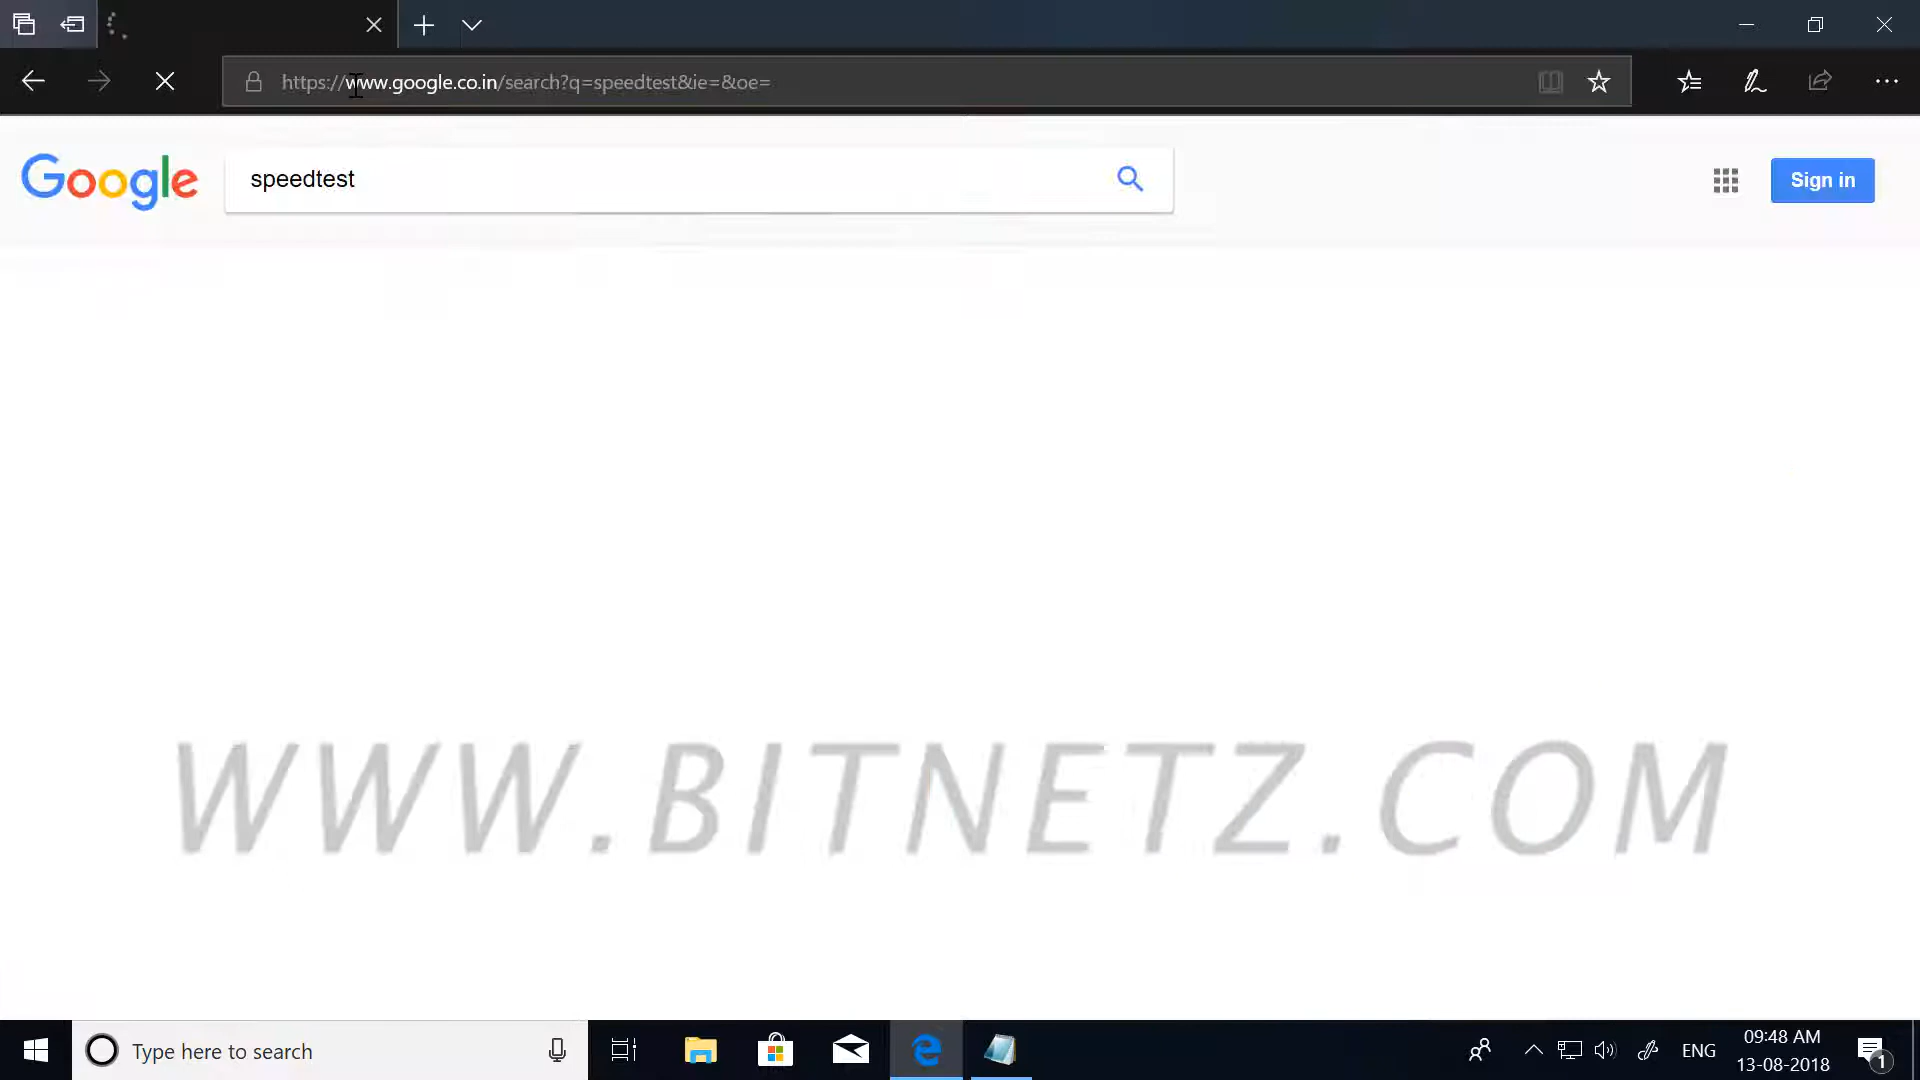 https://www.google.co.in/search?q=speedtest&ie=&oe=
Google
speedtest
Sign in
WWW.BITNETZ.COM
Type here to search
ENG
09:48 AM
13-08-2018
1